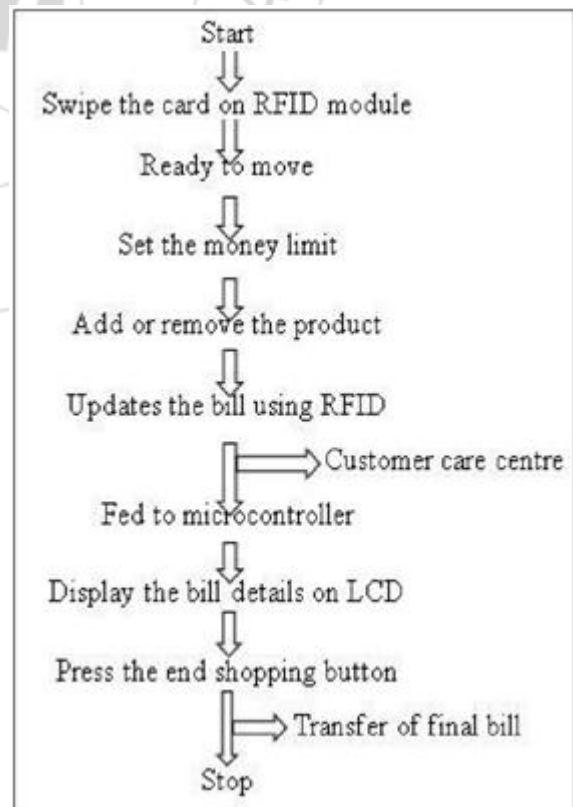 Start
Swipe the card on RFID module
Ready to move
Set the money limit
Add or remove the product
Updates the bill using RFID
Customer care centre
Fed to microcontroller
Display the bill details on LCD
Press the end shopping button
Transfer of final bill
Stop